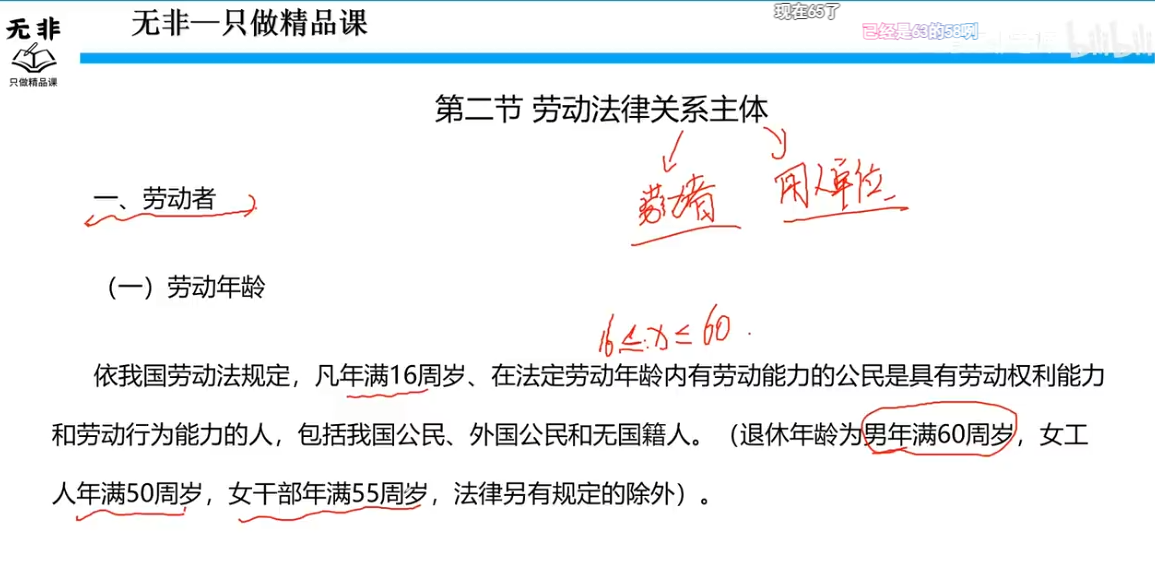 无非
只做精品课
无非—只做精品课
现在65了
已经是63的58啊
bilibili
第二节 劳动法律关系主体
一、劳动者
劳动者
用人单位
（一）劳动年龄
16≤x≤60
依我国劳动法规定，凡年满16周岁、在法定劳动年龄内有劳动能力的公民是具有劳动权利能力
和劳动行为能力的人，包括我国公民、外国公民和无国籍人。（退休年龄为男年满60周岁，女工
人年满50周岁，女干部年满55周岁，法律另有规定的除外）。